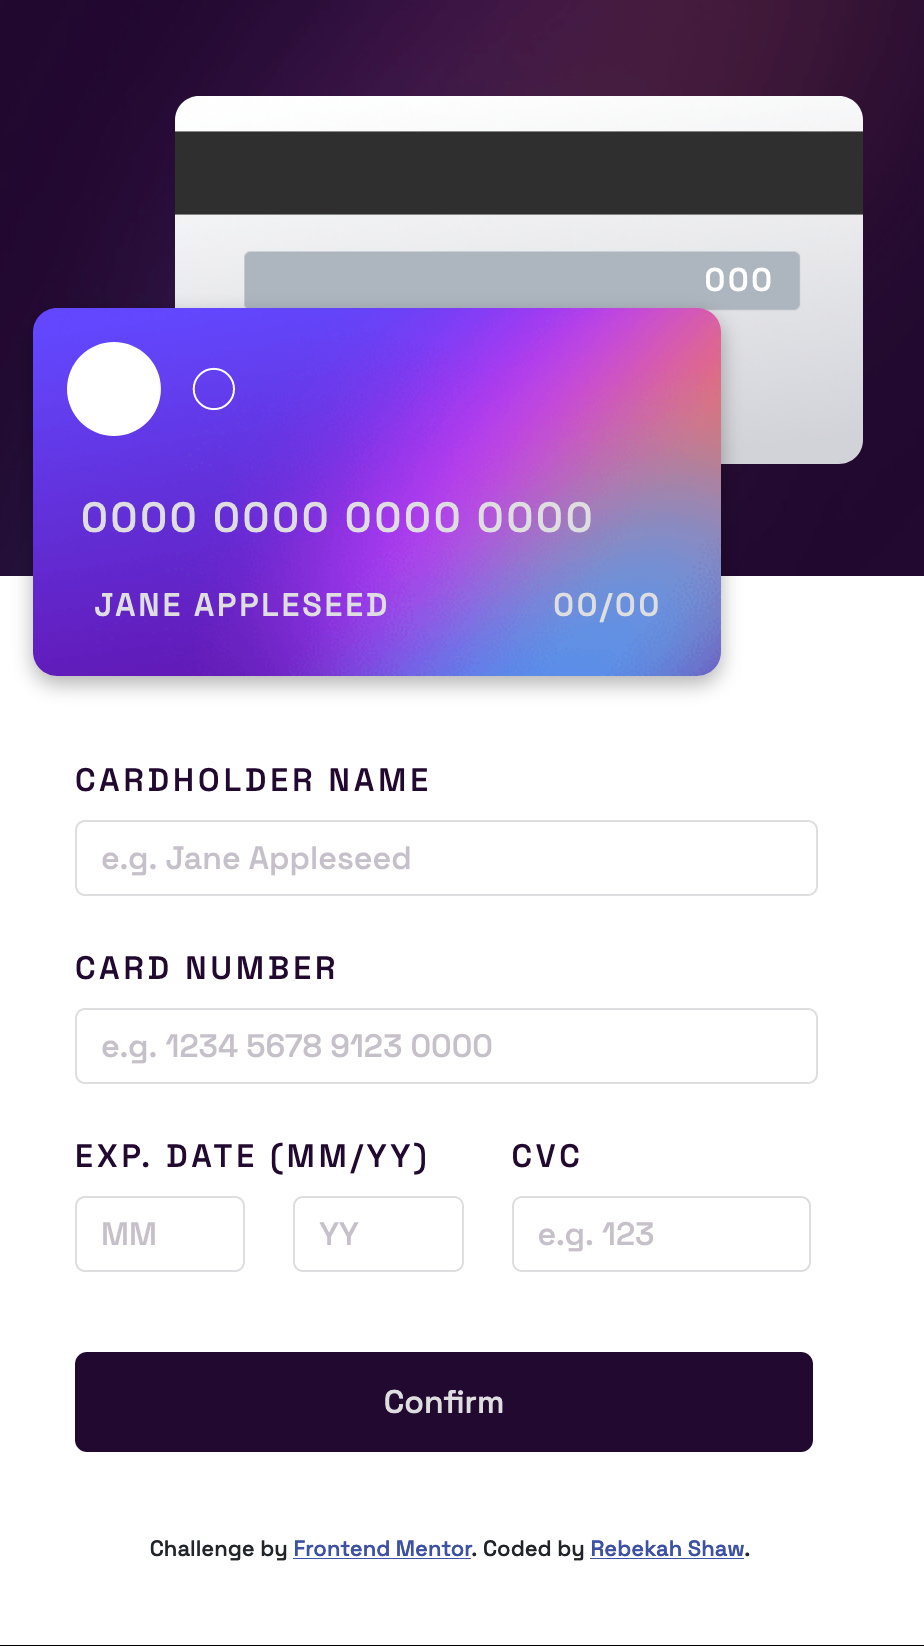 000
0000 0000 0000 0000
JANE APPLESEED 00/00
CARDHOLDER NAME
e.g. Jane Appleseed
CARD NUMBER
e.g. 1234 5678 9123 0000
EXP. DATE (MM/YY) CVC
MM YY e.g. 123
Confirm
Challenge by Frontend Mentor. Coded by Rebekah Shaw.